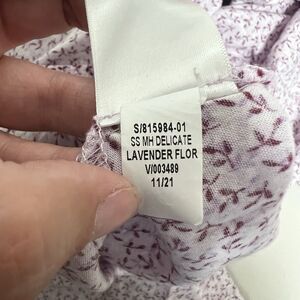 S/815984-01
SS MH DELICATE
LAVENDER FLOR
V/003489
11/21